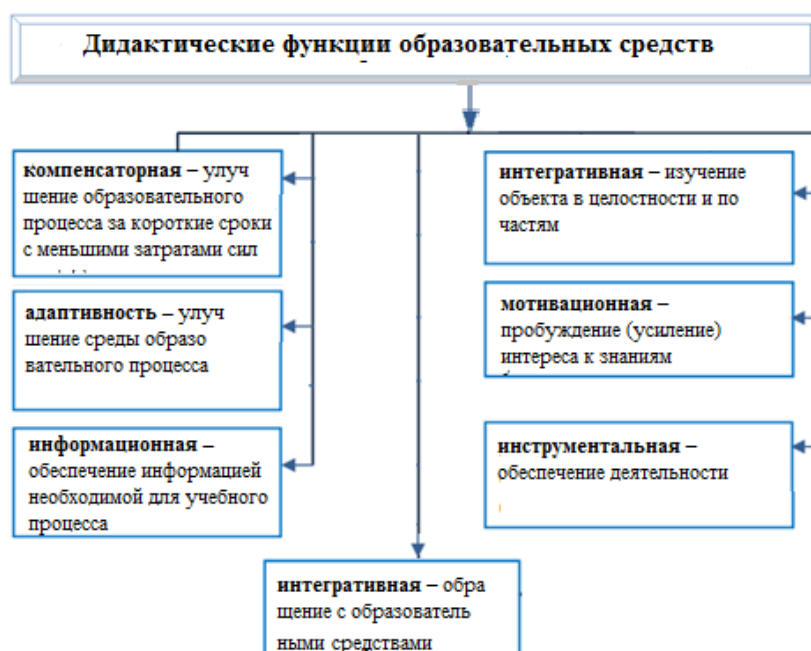 Дидактические функции образовательных средств
компенсаторная – улуч
шение образовательного
процесса за короткие сроки
с меньшими затратами сил
адаптивность – улуч
шение среды образо
вательного процесса
информационная –
обеспечение информацией
необходимой для учебного
процесса
интегративная – изучение
объекта в целостности и по
частям
мотивационная –
пробуждение (усиление)
интереса к знаниям
инструментальная –
обеспечение деятельности
интегративная – обра
щение с образователь
ными средствами